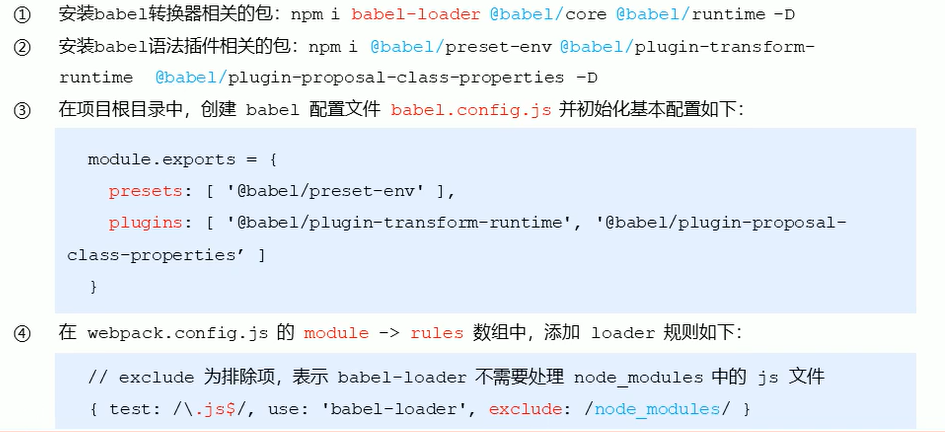 ① 安装babel转换器相关的包：npm i babel-loader @babel/core @babel/runtime -D
② 安装babel语法插件相关的包：npm i @babel/preset-env @babel/plugin-transform-
runtime @babel/plugin-proposal-class-properties –D
③ 在项目根目录中，创建 babel 配置文件 babel.config.js 并初始化基本配置如下：
module.exports = {
presets: [ '@babel/preset-env' ],
plugins: [ '@babel/plugin-transform-runtime', '@babel/plugin-proposal-
class-properties’ ]
}
④ 在 webpack.config.js 的 module -> rules 数组中，添加 loader 规则如下：
// exclude 为排除项，表示 babel-loader 不需要处理 node_modules 中的 js 文件
{ test: /\.js$/, use: 'babel-loader', exclude: /node_modules/ }